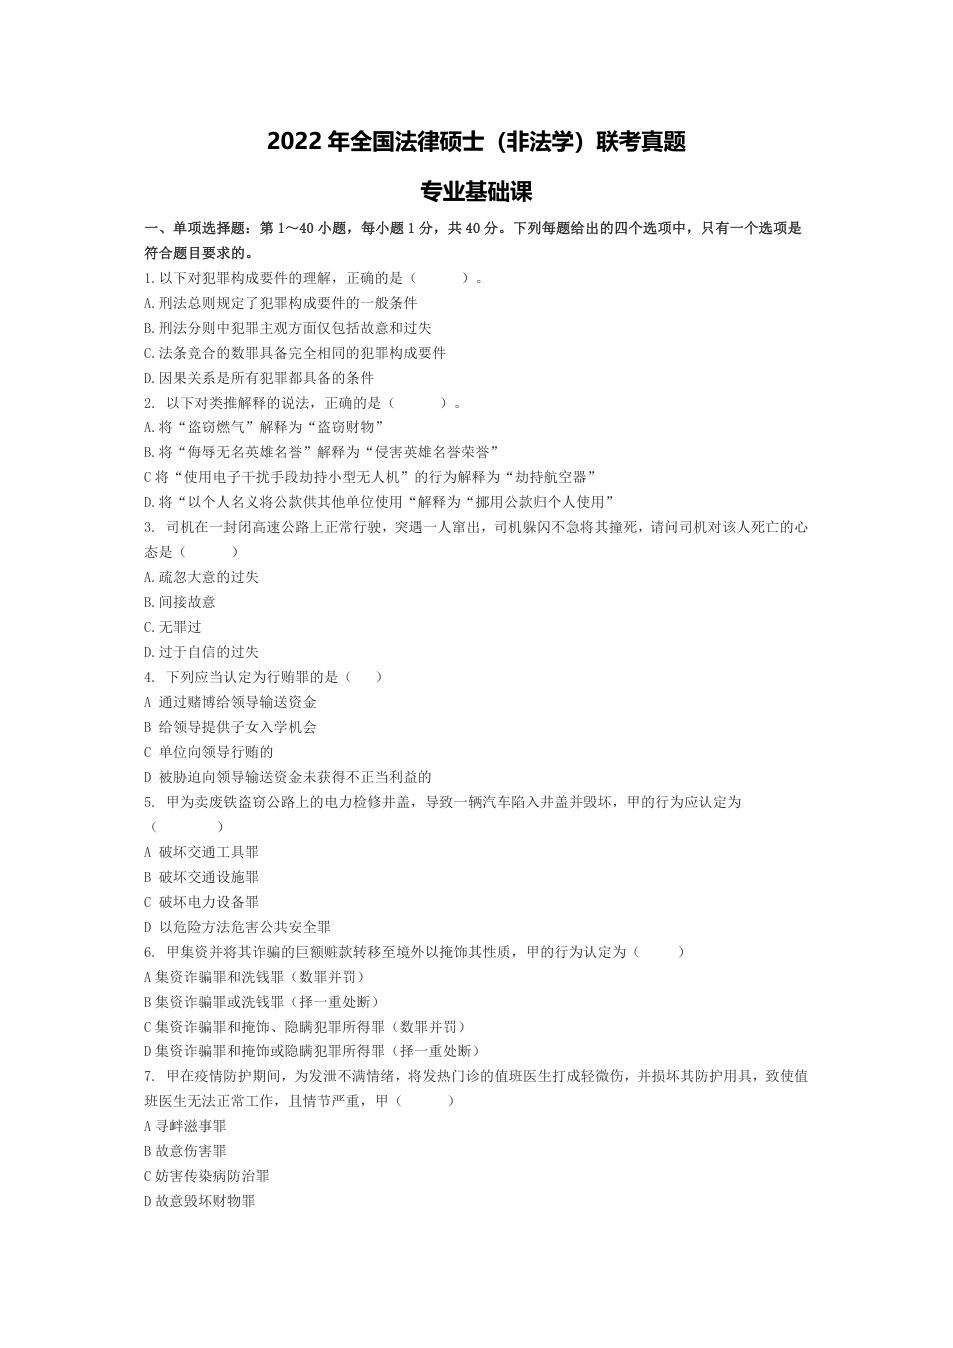 2022 年全国法律硕士（非法学）联考真题
专业基础课
一、单项选择题：第 1～40 小题，每小题 1 分，共 40 分。下列每题给出的四个选项中，只有一个选项是
符合题目要求的。
1.以下对犯罪构成要件的理解，正确的是（　　　）。
A.刑法总则规定了犯罪构成要件的一般条件
B.刑法分则中犯罪主观方面仅包括故意和过失
C.法条竞合的数罪具备完全相同的犯罪构成要件
D.因果关系是所有犯罪都具备的条件
2. 以下对类推解释的说法，正确的是（　　　）。
A.将“盗窃燃气”解释为“盗窃财物”
B.将“侮辱无名英雄名誉”解释为“侵害英雄名誉荣誉”
C 将“使用电子干扰手段劫持小型无人机”的行为解释为“劫持航空器”
D.将“以个人名义将公款供其他单位使用“解释为“挪用公款归个人使用”
3. 司机在一封闭高速公路上正常行驶，突遇一人窜出，司机躲闪不急将其撞死，请问司机对该人死亡的心
态是（　　　）
A.疏忽大意的过失
B.间接故意
C.无罪过
D.过于自信的过失
4. 下列应当认定为行贿罪的是（　）
A 通过赌博给领导输送资金
B 给领导提供子女入学机会
C 单位向领导行贿的
D 被胁迫向领导输送资金未获得不正当利益的
5. 甲为卖废铁盗窃公路上的电力检修井盖，导致一辆汽车陷入井盖并毁坏，甲的行为应认定为
（　　　　）
A 破坏交通工具罪
B 破坏交通设施罪
C 破坏电力设备罪
D 以危险方法危害公共安全罪
6. 甲集资并将其诈骗的巨额赃款转移至境外以掩饰其性质，甲的行为认定为（　　）
A 集资诈骗罪和洗钱罪（数罪并罚）
B 集资诈骗罪或洗钱罪（择一重处断）
C 集资诈骗罪和掩饰、隐瞒犯罪所得罪（数罪并罚）
D 集资诈骗罪和掩饰或隐瞒犯罪所得罪（择一重处断）
7. 甲在疫情防护期间，为发泄不满情绪，将发热门诊的值班医生打成轻微伤，并损坏其防护用具，致使值
班医生无法正常工作，且情节严重，甲（　　　）
A 寻衅滋事罪
B 故意伤害罪
C 妨害传染病防治罪
D 故意毁坏财物罪